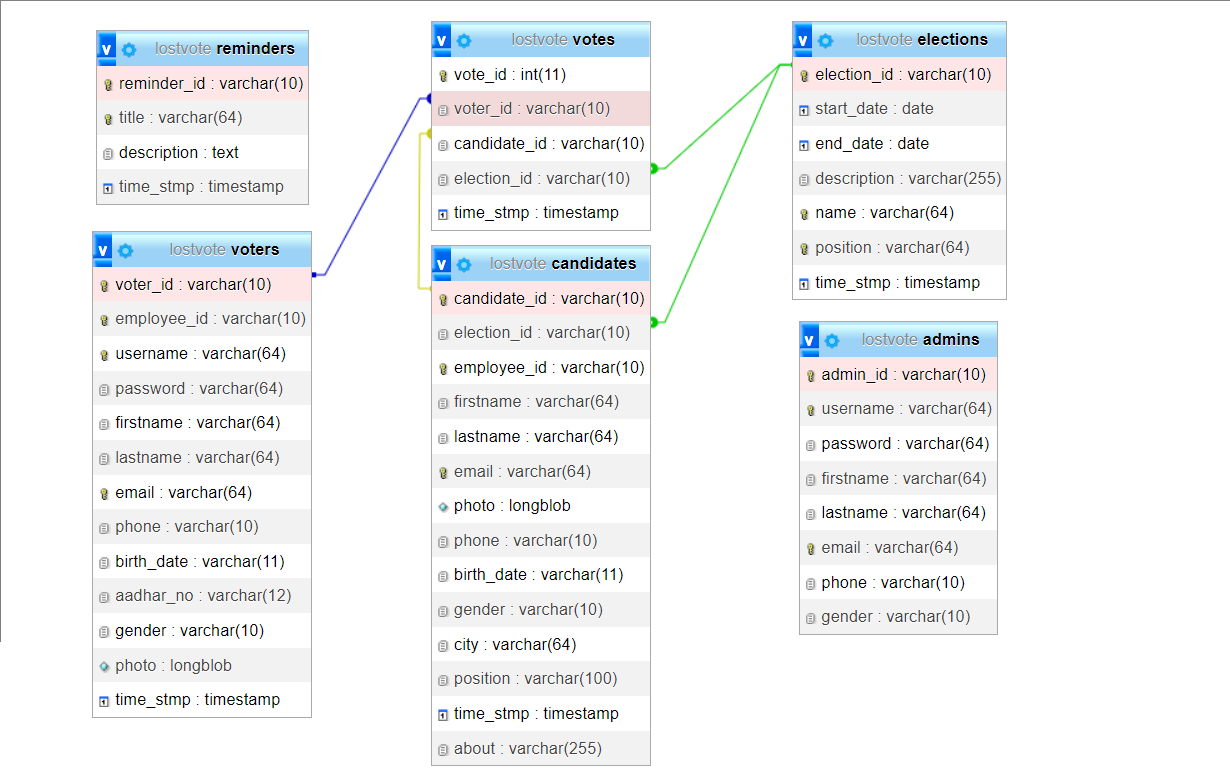 v lostvote reminders
reminder_id : varchar(10)
title : varchar(64)
description : text
time_stmp : timestamp
v lostvote voters
voter_id : varchar(10)
employee_id : varchar(10)
username : varchar(64)
password : varchar(64)
firstname : varchar(64)
lastname : varchar(64)
email : varchar(64)
phone : varchar(10)
birth_date : varchar(11)
aadhar_no : varchar(12)
gender : varchar(10)
photo : longblob
time_stmp : timestamp
v lostvote votes
vote_id : int(11)
voter_id : varchar(10)
candidate_id : varchar(10)
election_id : varchar(10)
time_stmp : timestamp
v lostvote candidates
candidate_id : varchar(10)
election_id : varchar(10)
employee_id : varchar(10)
firstname : varchar(64)
lastname : varchar(64)
email : varchar(64)
photo : longblob
phone : varchar(10)
birth_date : varchar(11)
gender : varchar(10)
city : varchar(64)
position : varchar(100)
time_stmp : timestamp
about : varchar(255)
v lostvote elections
election_id : varchar(10)
start_date : date
end_date : date
description : varchar(255)
name : varchar(64)
position : varchar(64)
time_stmp : timestamp
v lostvote admins
admin_id : varchar(10)
username : varchar(64)
password : varchar(64)
firstname : varchar(64)
lastname : varchar(64)
email : varchar(64)
phone : varchar(10)
gender : varchar(10)